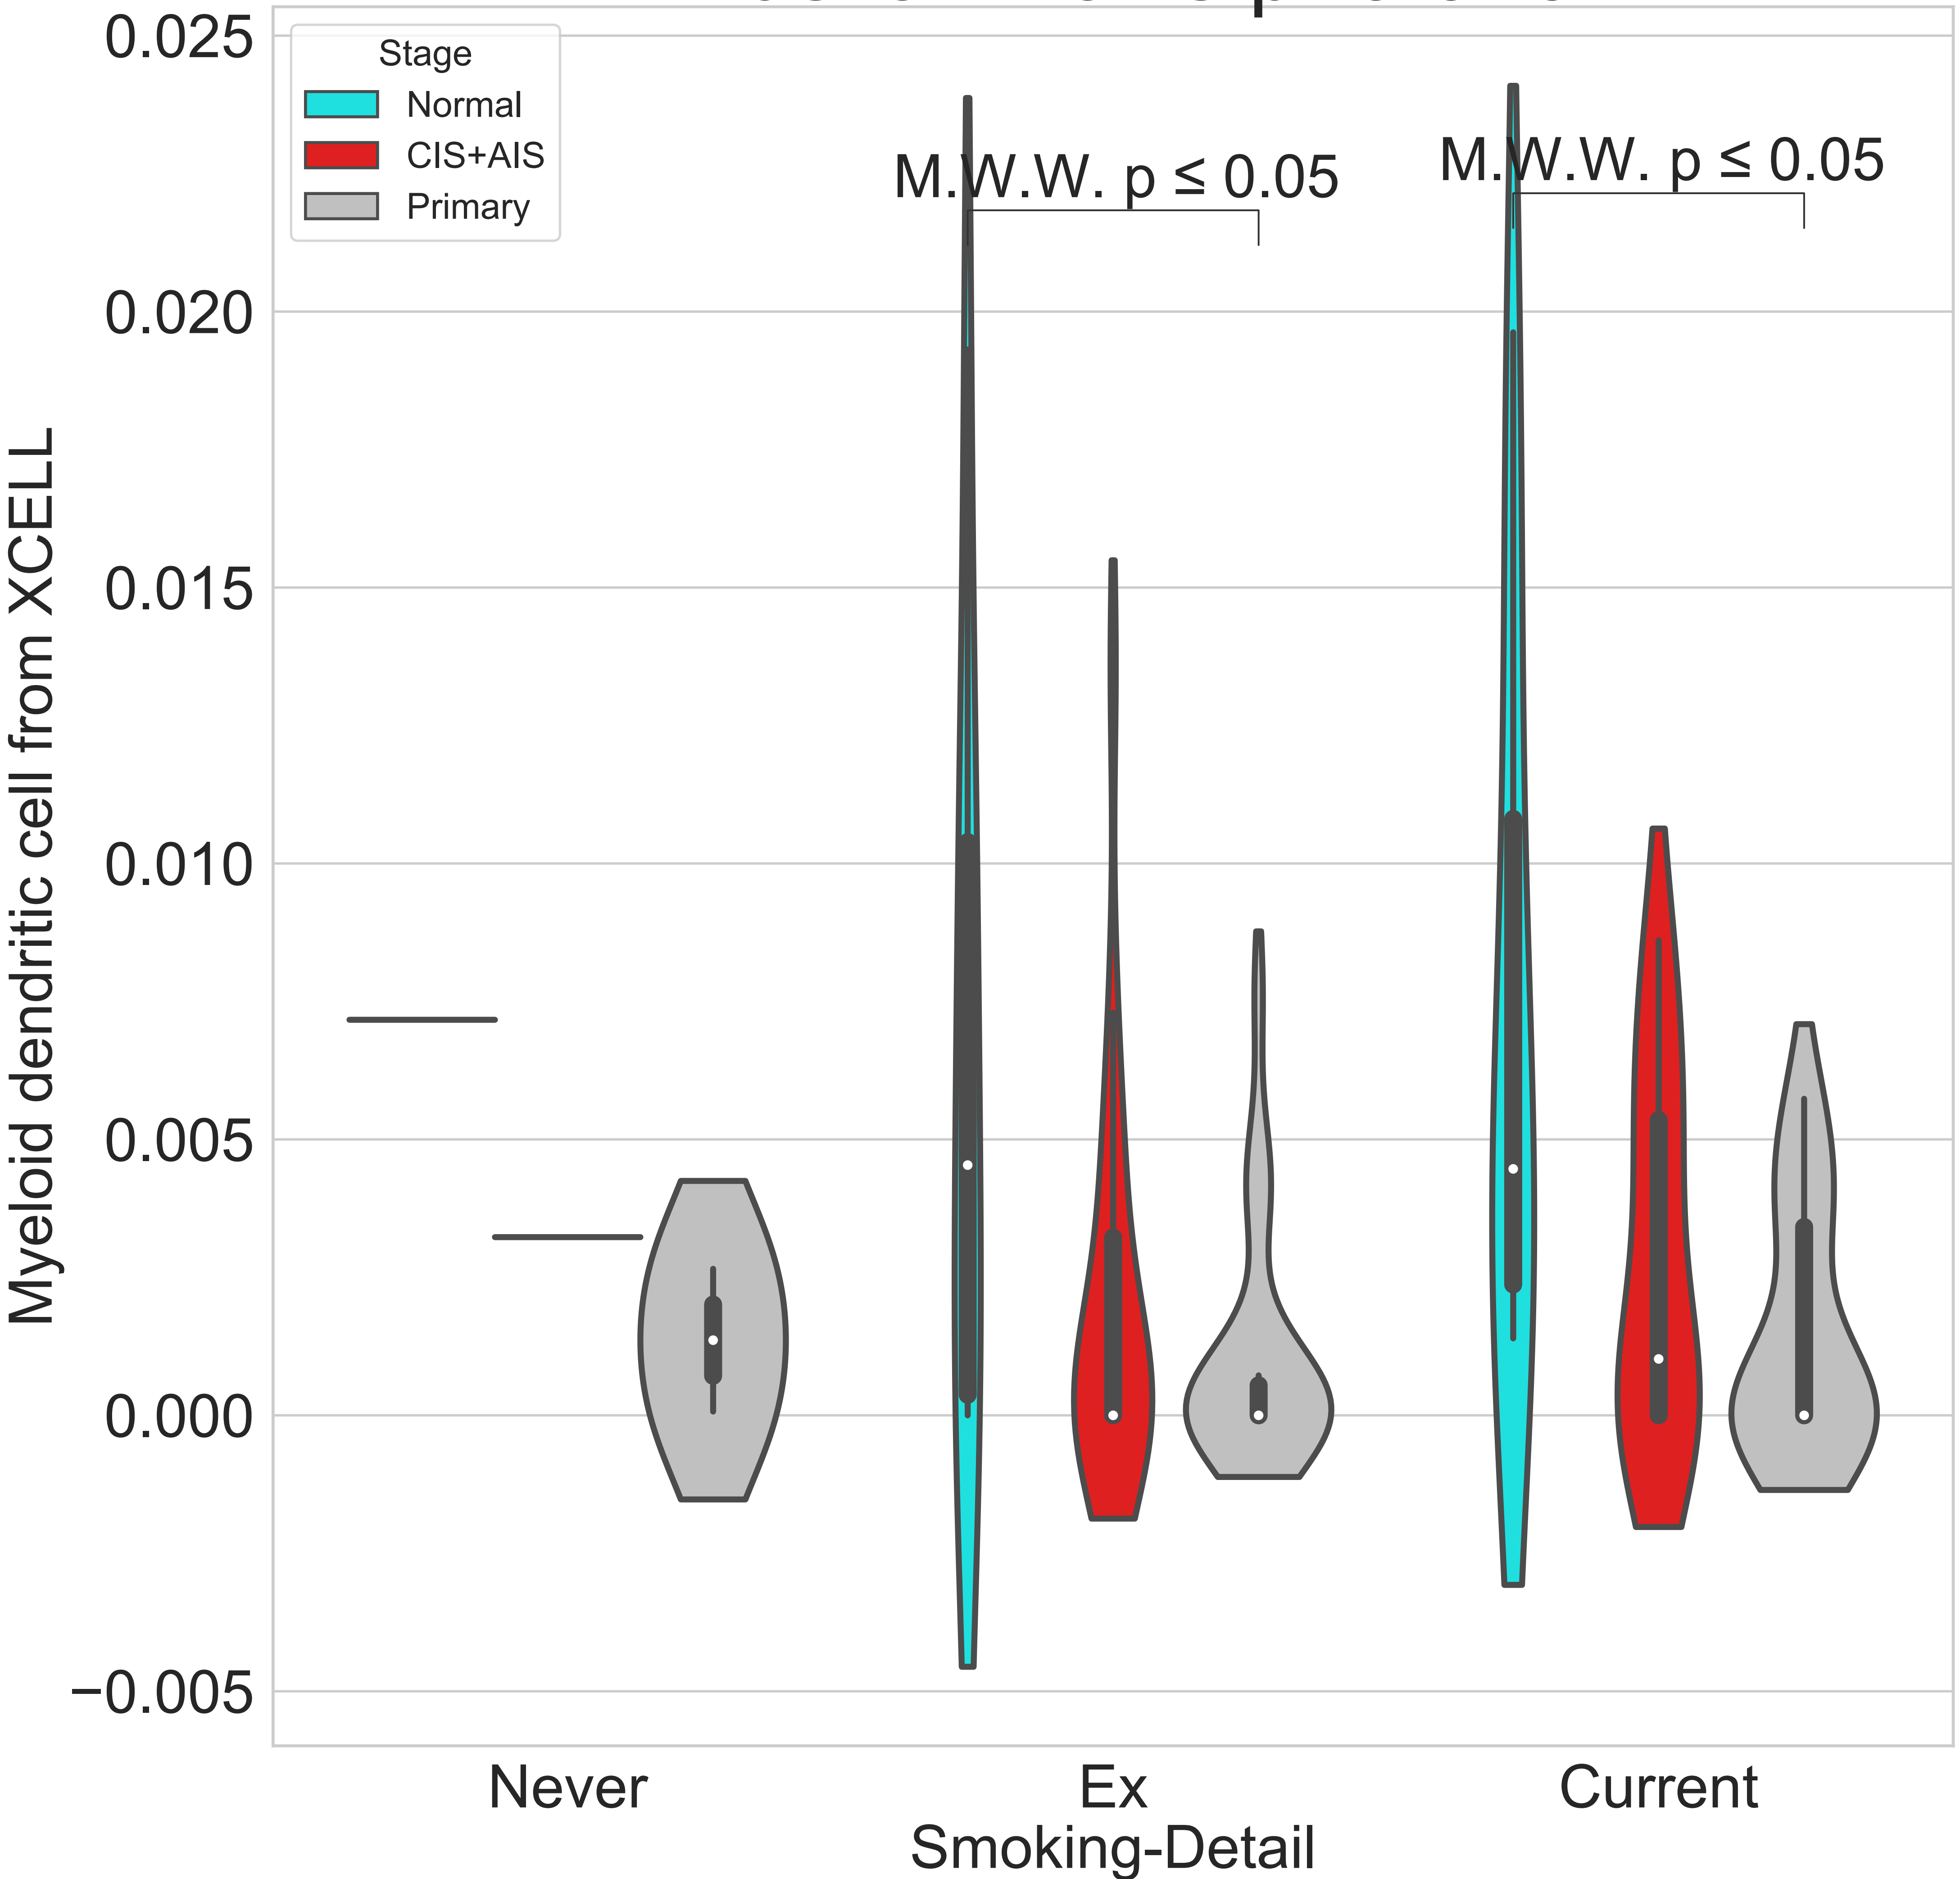 0.025
0.020
0.015
0.010
0.005
0.000
−0.005
Myeloid dendritic cell from XCELL
Stage
Normal
CIS+AIS
Primary
M.W.W. p ≤ 0.05
M.W.W. p ≤ 0.05
Never
Ex
Current
Smoking-Detail